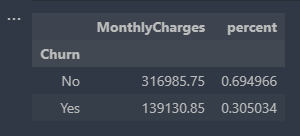 ...
MonthlyCharges percent
Churn
No 316985.75 0.694966
Yes 139130.85 0.305034